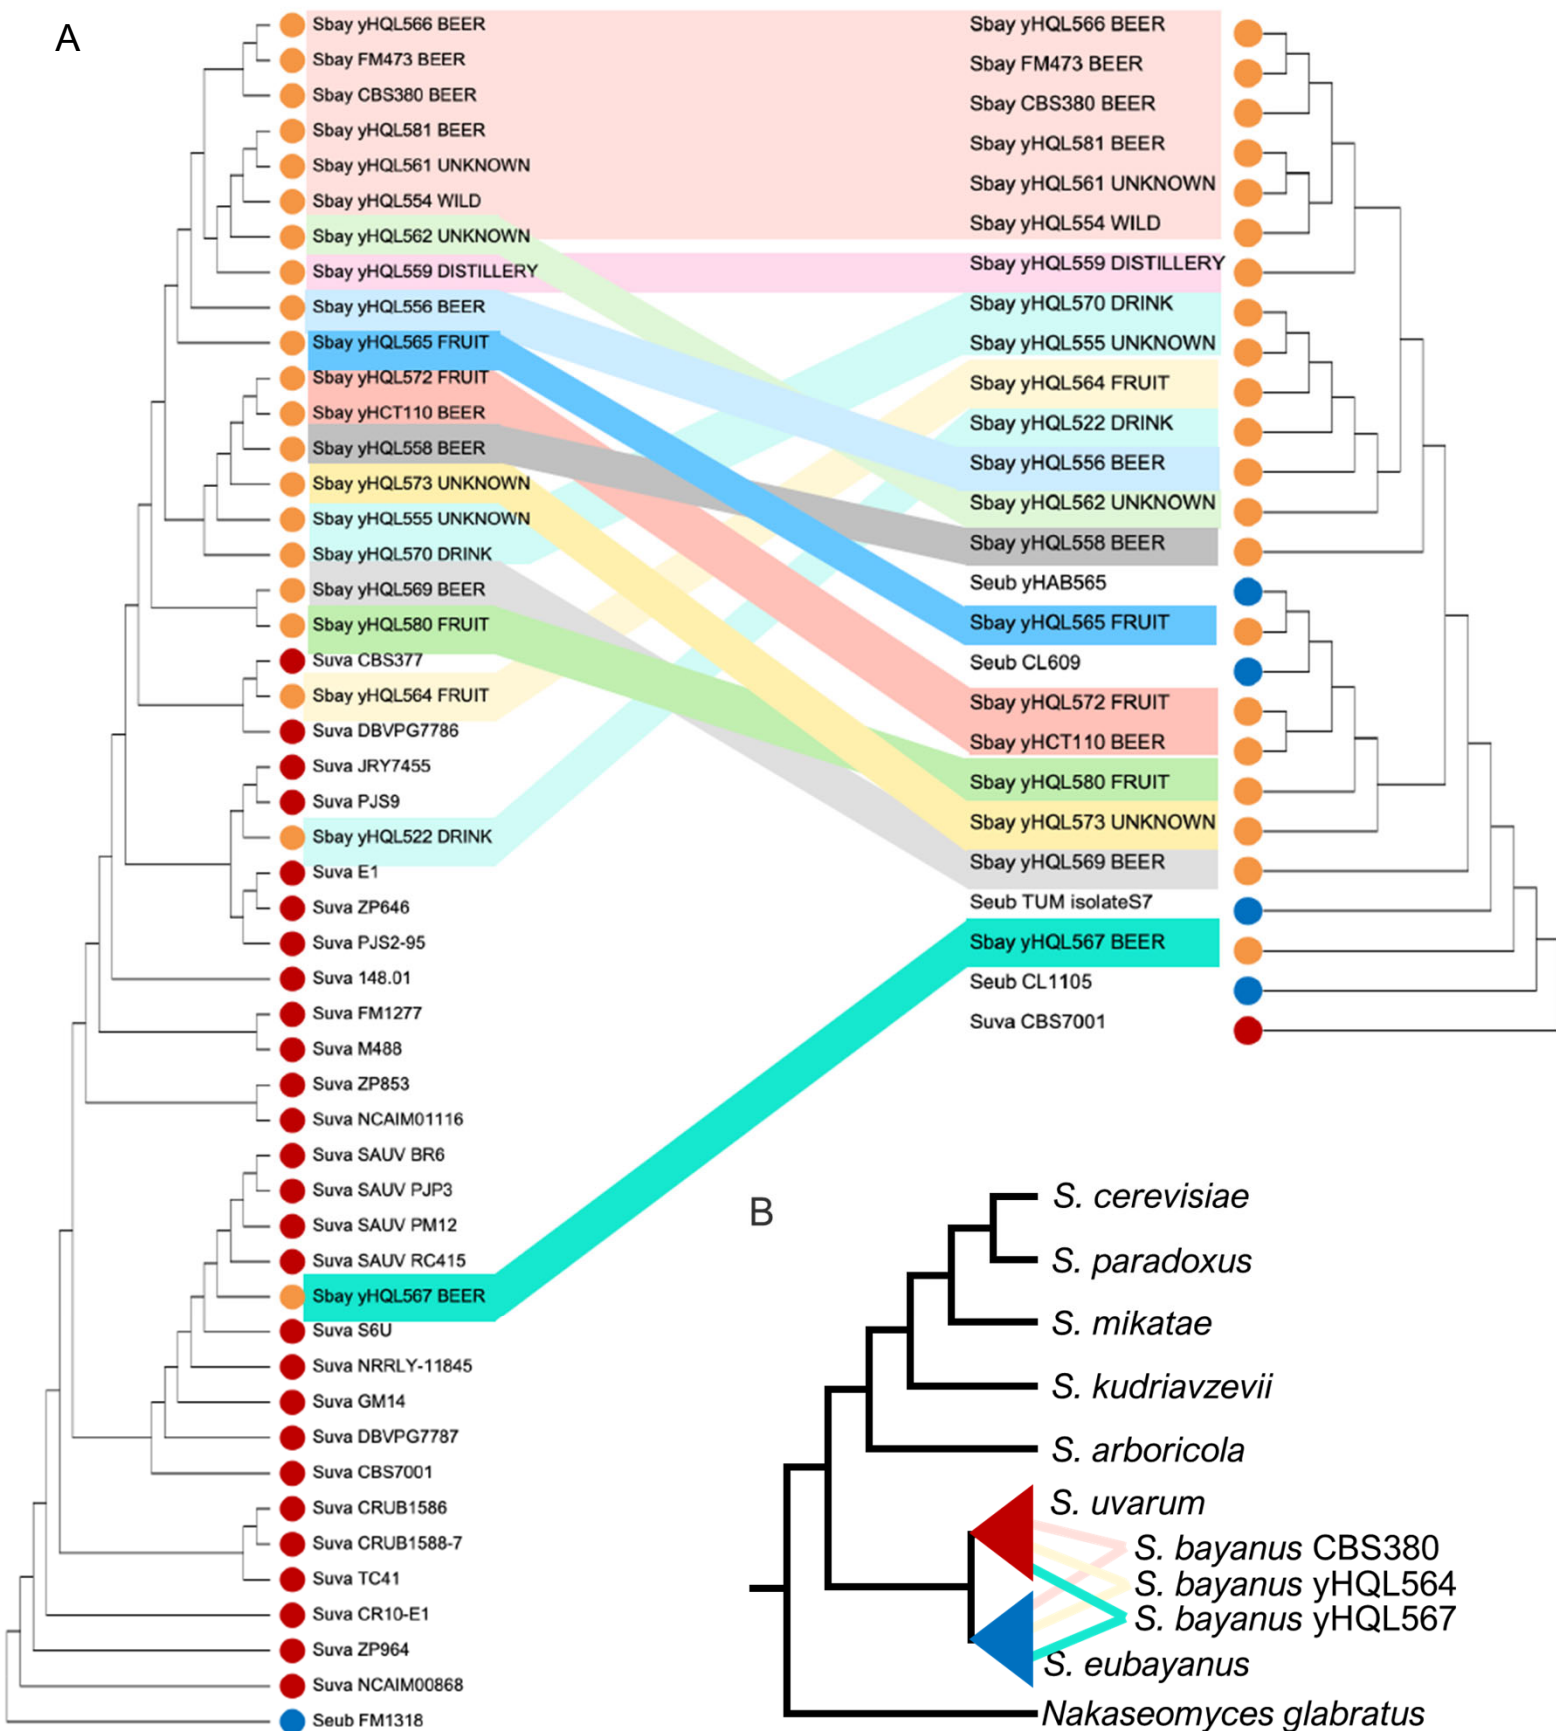 A
Sbay yHQL566 BEER
Sbay FM473 BEER
Sbay CBS380 BEER
Sbay yHQL581 BEER
Sbay yHQL561 UNKNOWN
Sbay yHQL554 WILD
Sbay yHQL562 UNKNOWN
Sbay yHQL559 DISTILLERY
Sbay yHQL556 BEER
Sbay yHQL565 FRUIT
Sbay yHQL572 FRUIT
Sbay yHCT110 BEER
Sbay yHQL558 BEER
Sbay yHQL573 UNKNOWN
Sbay yHQL555 UNKNOWN
Sbay yHQL570 DRINK
Sbay yHQL569 BEER
Sbay yHQL580 FRUIT
Suva CBS377
Sbay yHQL564 FRUIT
Suva DBVPG7786
Suva JRY7455
Suva PJS9
Sbay yHQL522 DRINK
Suva E1
Suva ZP646
Suva PJS2-95
Suva 148.01
Suva FM1277
Suva M488
Suva ZP853
Suva NCAIM01116
Suva SAUV BR6
Suva SAUV PJP3
Suva SAUV PM12
Suva SAUV RC415
Sbay yHQL567 BEER
Suva S6U
Suva NRRLY-11845
Suva GM14
Suva DBVPG7787
Suva CBS7001
Suva CRUB1586
Suva CRUB1588-7
Suva TC41
Suva CR10-E1
Suva ZP964
Suva NCAIM00868
Seub FM1318
Sbay yHQL566 BEER
Sbay FM473 BEER
Sbay CBS380 BEER
Sbay yHQL581 BEER
Sbay yHQL561 UNKNOWN
Sbay yHQL554 WILD
Sbay yHQL559 DISTILLERY
Sbay yHQL570 DRINK
Sbay yHQL555 UNKNOWN
Sbay yHQL564 FRUIT
Sbay yHQL522 DRINK
Sbay yHQL556 BEER
Sbay yHQL562 UNKNOWN
Sbay yHQL558 BEER
Seub yHAB565
Sbay yHQL565 FRUIT
Seub CL609
Sbay yHQL572 FRUIT
Sbay yHCT110 BEER
Sbay yHQL580 FRUIT
Sbay yHQL573 UNKNOWN
Sbay yHQL569 BEER
Seub TUM isolateS7
Sbay yHQL567 BEER
Seub CL1105
Suva CBS7001
B
S. cerevisiae
S. paradoxus
S. mikatae
S. kudriavzevii
S. arboricola
S. uvarum
S. bayanus CBS380
S. bayanus yHQL564
S. bayanus yHQL567
S. eubayanus
Nakaseomyces glabratus